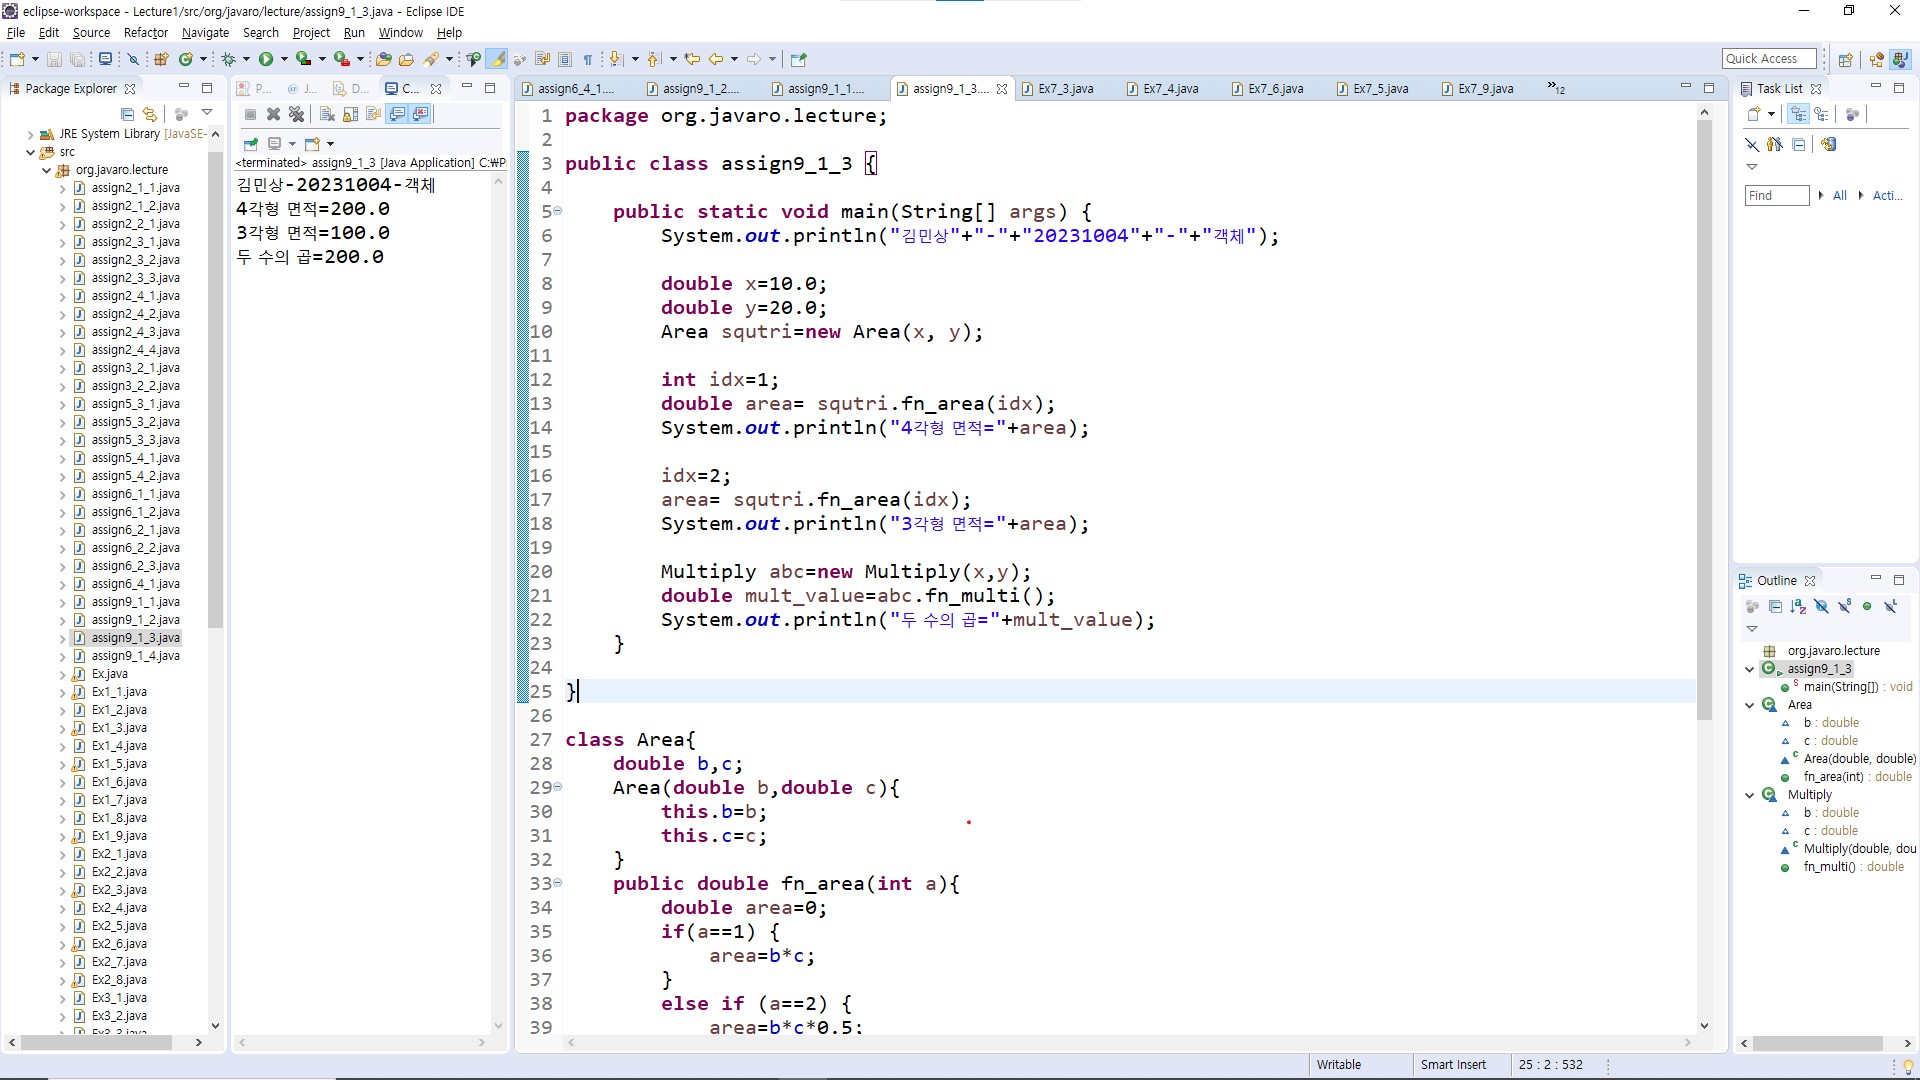 eclipse-workspace - Lecture1/src/org/javaro/lecture/assign9_1_3.java - Eclipse IDE
File Edit Source Refactor Navigate Search Project Run Window Help
Quick Access
Package Explorer
JRE System Library [JavaSE-
src
org.javaro.lecture
assign2_1_1.java
assign2_1_2.java
assign2_2_1.java
assign2_3_1.java
assign2_3_2.java
assign2_3_3.java
assign2_4_1.java
assign2_4_2.java
assign2_4_3.java
assign2_4_4.java
assign3_2_1.java
assign3_2_2.java
assign5_3_1.java
assign5_3_2.java
assign5_3_3.java
assign5_4_1.java
assign5_4_2.java
assign6_1_1.java
assign6_1_2.java
assign6_2_1.java
assign6_2_2.java
assign6_2_3.java
assign6_4_1.java
assign9_1_1.java
assign9_1_2.java
assign9_1_3.java
assign9_1_4.java
Ex.java
Ex1_1.java
Ex1_2.java
Ex1_3.java
Ex1_4.java
Ex1_5.java
Ex1_6.java
Ex1_7.java
Ex1_8.java
Ex1_9.java
Ex2_1.java
Ex2_2.java
Ex2_3.java
Ex2_4.java
Ex2_5.java
Ex2_6.java
Ex2_7.java
Ex2_8.java
Ex3_1.java
Ex3_2.java
P... @ J... D... C...
<terminated> assign9_1_3 [Java Application] C:₩P
김민상-20231004-객체
4각형 면적=200.0
3각형 면적=100.0
두 수의 곱=200.0
assign6_4_1.... assign9_1_2.... assign9_1_1.... assign9_1_3.... Ex7_3.java Ex7_4.java Ex7_6.java Ex7_5.java Ex7_9.java »12
1 package org.javaro.lecture;
2
3 public class assign9_1_3 {
4
5 public static void main(String[] args) {
6 System.out.println("김민상"+"-"+"20231004"+"-"+"객체");
7
8 double x=10.0;
9 double y=20.0;
10 Area squtri=new Area(x, y);
11
12 int idx=1;
13 double area= squtri.fn_area(idx);
14 System.out.println("4각형 면적="+area);
15
16 idx=2;
17 area= squtri.fn_area(idx);
18 System.out.println("3각형 면적="+area);
19
20 Multiply abc=new Multiply(x,y);
21 double mult_value=abc.fn_multi();
22 System.out.println("두 수의 곱="+mult_value);
23 }
24
25 }
26
27 class Area{
28 double b,c;
29 Area(double b,double c){
30 this.b=b;
31 this.c=c;
32 }
33 public double fn_area(int a){
34 double area=0;
35 if(a==1) {
36 area=b*c;
37 }
38 else if (a==2) {
39 area=b*c*0.5;
Task List
Find All Acti...
Outline
org.javaro.lecture
assign9_1_3
main(String[]) : void
Area
b : double
c : double
Area(double, double)
fn_area(int) : double
Multiply
b : double
c : double
Multiply(double, dou
fn_multi() : double
Writable Smart Insert 25 : 2 : 532